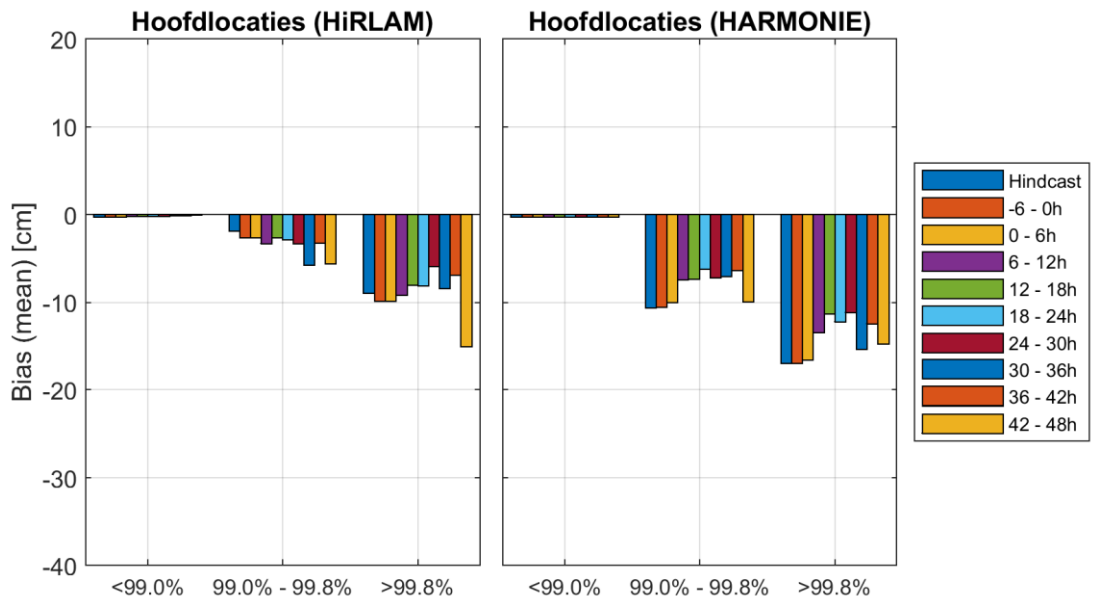 Hoofdlocaties (HiRLAM)
Hoofdlocaties (HARMONIE)
Bias (mean) [cm]
20
10
0
-10
-20
-30
-40
<99.0%
99.0% - 99.8%
>99.8%
<99.0%
99.0% - 99.8%
>99.8%
Hindcast
-6 - 0h
0 - 6h
6 - 12h
12 - 18h
18 - 24h
24 - 30h
30 - 36h
36 - 42h
42 - 48h